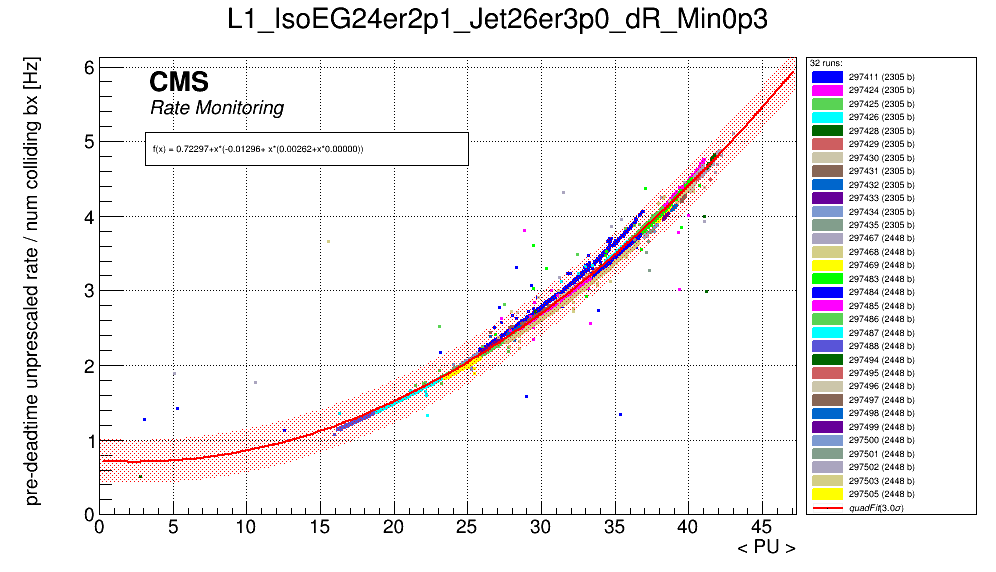 L1_IsoEG24er2p1_Jet26er3p0_dR_Min0p3
pre-deadtime unprescaled rate / num colliding bx [Hz]
CMS
Rate Monitoring
f(x) = 0.72297+x*(-0.01296+ x*(0.00262+x*0.00000))
6
5
4
3
2
1
0
0 5 10 15 20 25 30 35 40 45
< PU >
32 runs:
297411 (2305 b)
297424 (2305 b)
297425 (2305 b)
297426 (2305 b)
297428 (2305 b)
297429 (2305 b)
297430 (2305 b)
297431 (2305 b)
297432 (2305 b)
297433 (2305 b)
297434 (2305 b)
297435 (2305 b)
297467 (2448 b)
297468 (2448 b)
297469 (2448 b)
297483 (2448 b)
297484 (2448 b)
297485 (2448 b)
297486 (2448 b)
297487 (2448 b)
297488 (2448 b)
297494 (2448 b)
297495 (2448 b)
297496 (2448 b)
297497 (2448 b)
297498 (2448 b)
297499 (2448 b)
297500 (2448 b)
297501 (2448 b)
297502 (2448 b)
297503 (2448 b)
297505 (2448 b)
quadFit(3.0σ)